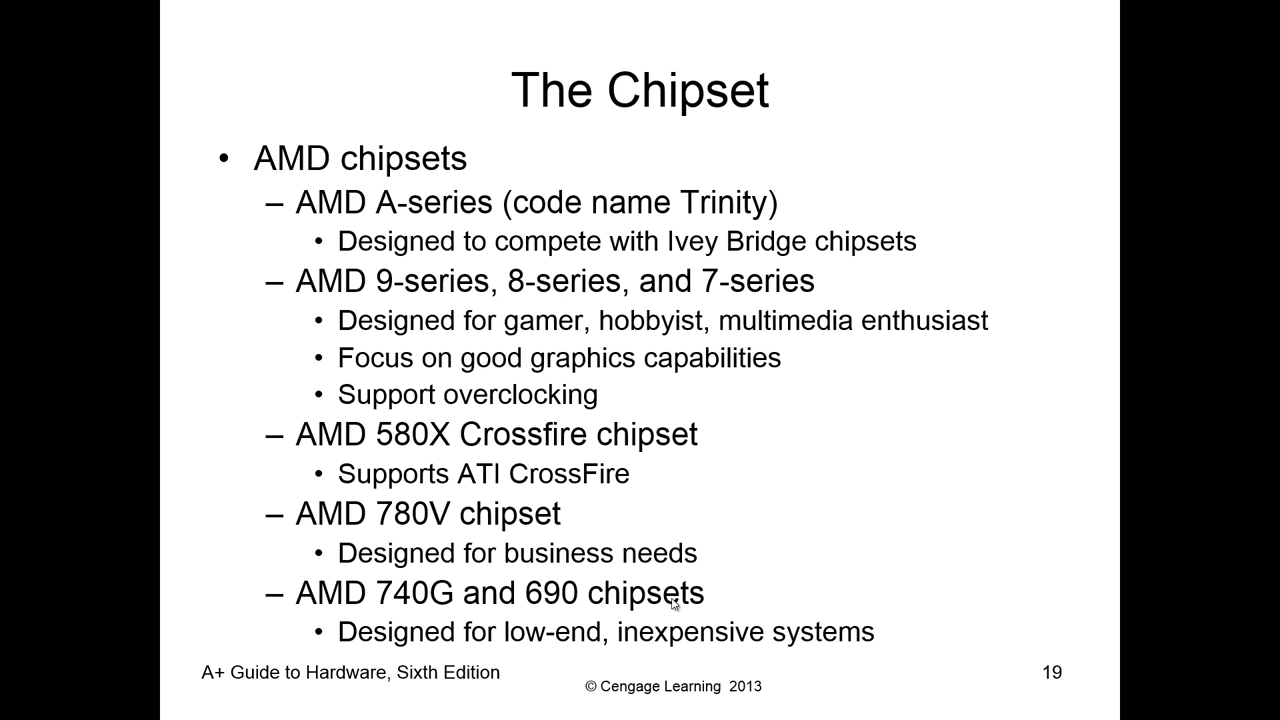 The Chipset
• AMD chipsets
– AMD A-series (code name Trinity)
• Designed to compete with Ivey Bridge chipsets
– AMD 9-series, 8-series, and 7-series
• Designed for gamer, hobbyist, multimedia enthusiast
• Focus on good graphics capabilities
• Support overclocking
– AMD 580X Crossfire chipset
• Supports ATI CrossFire
– AMD 780V chipset
• Designed for business needs
– AMD 740G and 690 chipsets
• Designed for low-end, inexpensive systems
A+ Guide to Hardware, Sixth Edition
© Cengage Learning 2013
19